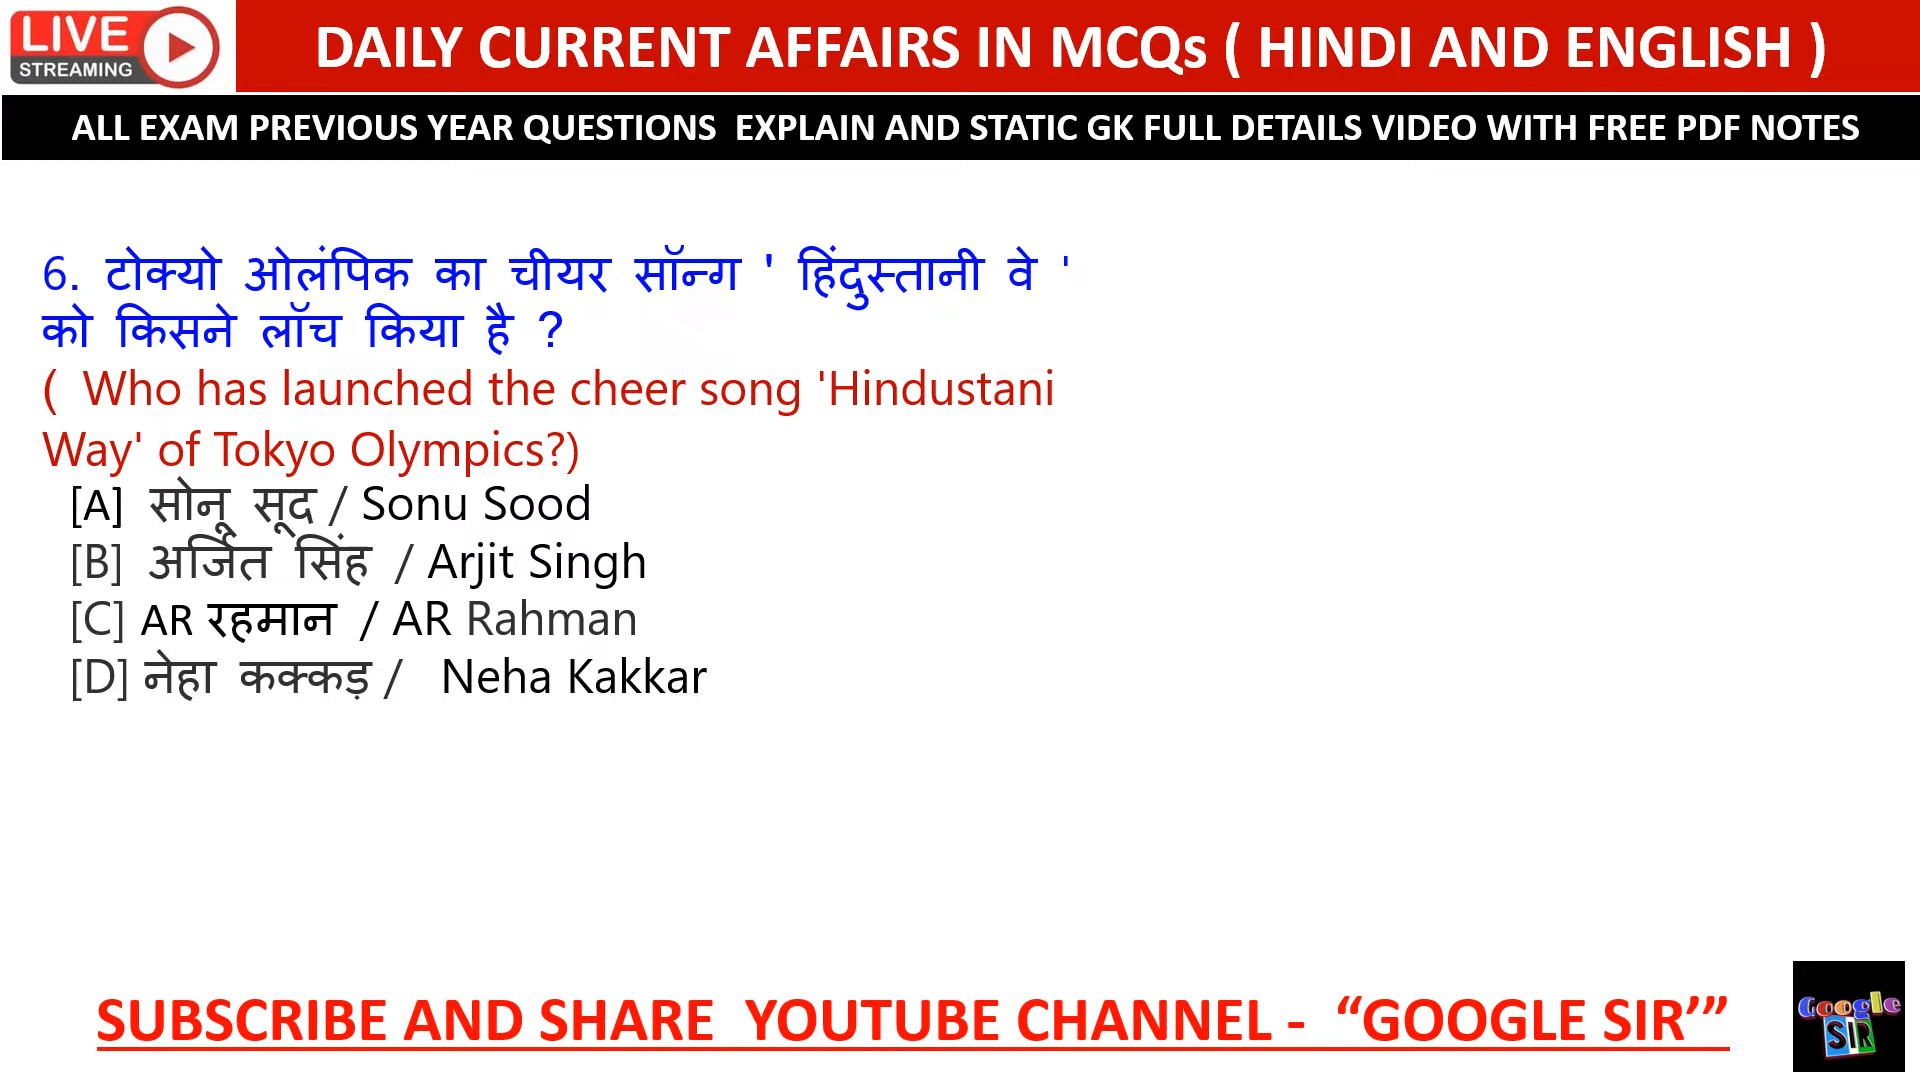 LIVE
STREAMING
DAILY CURRENT AFFAIRS IN MCQs ( HINDI AND ENGLISH )
ALL EXAM PREVIOUS YEAR QUESTIONS EXPLAIN AND STATIC GK FULL DETAILS VIDEO WITH FREE PDF NOTES
6. टोक्यो ओलंपिक का चीयर सॉन्ग ' हिंदुस्तानी वे '
को किसने लॉच किया है ?
( Who has launched the cheer song 'Hindustani
Way' of Tokyo Olympics?)
[A] सोनू सूद / Sonu Sood
[B] अर्जित सिंह / Arjit Singh
[C] AR रहमान / AR Rahman
[D] नेहा कक्कड़ / Neha Kakkar
SUBSCRIBE AND SHARE YOUTUBE CHANNEL - “GOOGLE SIR’”
Google
SIR